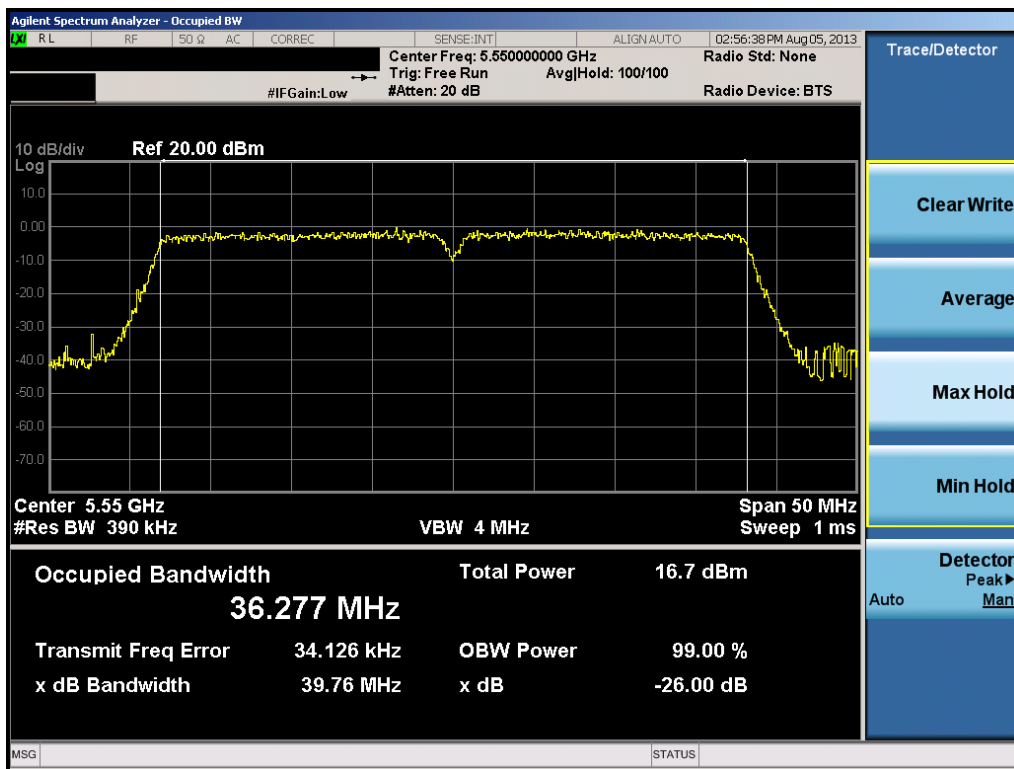 Agilent Spectrum Analyzer - Occupied BW
LXI RL RF 50 Ω AC CORREC SENSE:INT ALIGN AUTO 02:56:38 PM Aug 05, 2013
Center Freq: 5.550000000 GHz Radio Std: None
Trig: Free Run Avg|Hold: 100/100
#IFGain:Low #Atten: 20 dB Radio Device: BTS
10 dB/div Ref 20.00 dBm
Log
10.0
0.00
-10.0
-20.0
-30.0
-40.0
-50.0
-60.0
-70.0
Center 5.55 GHz Span 50 MHz
#Res BW 390 kHz VBW 4 MHz Sweep 1 ms
Occupied Bandwidth Total Power 16.7 dBm
36.277 MHz
Transmit Freq Error 34.126 kHz OBW Power 99.00 %
x dB Bandwidth 39.76 MHz x dB -26.00 dB
MSG STATUS
Trace/Detector
Clear Write
Average
Max Hold
Min Hold
Detector
Peak▶
Auto Man